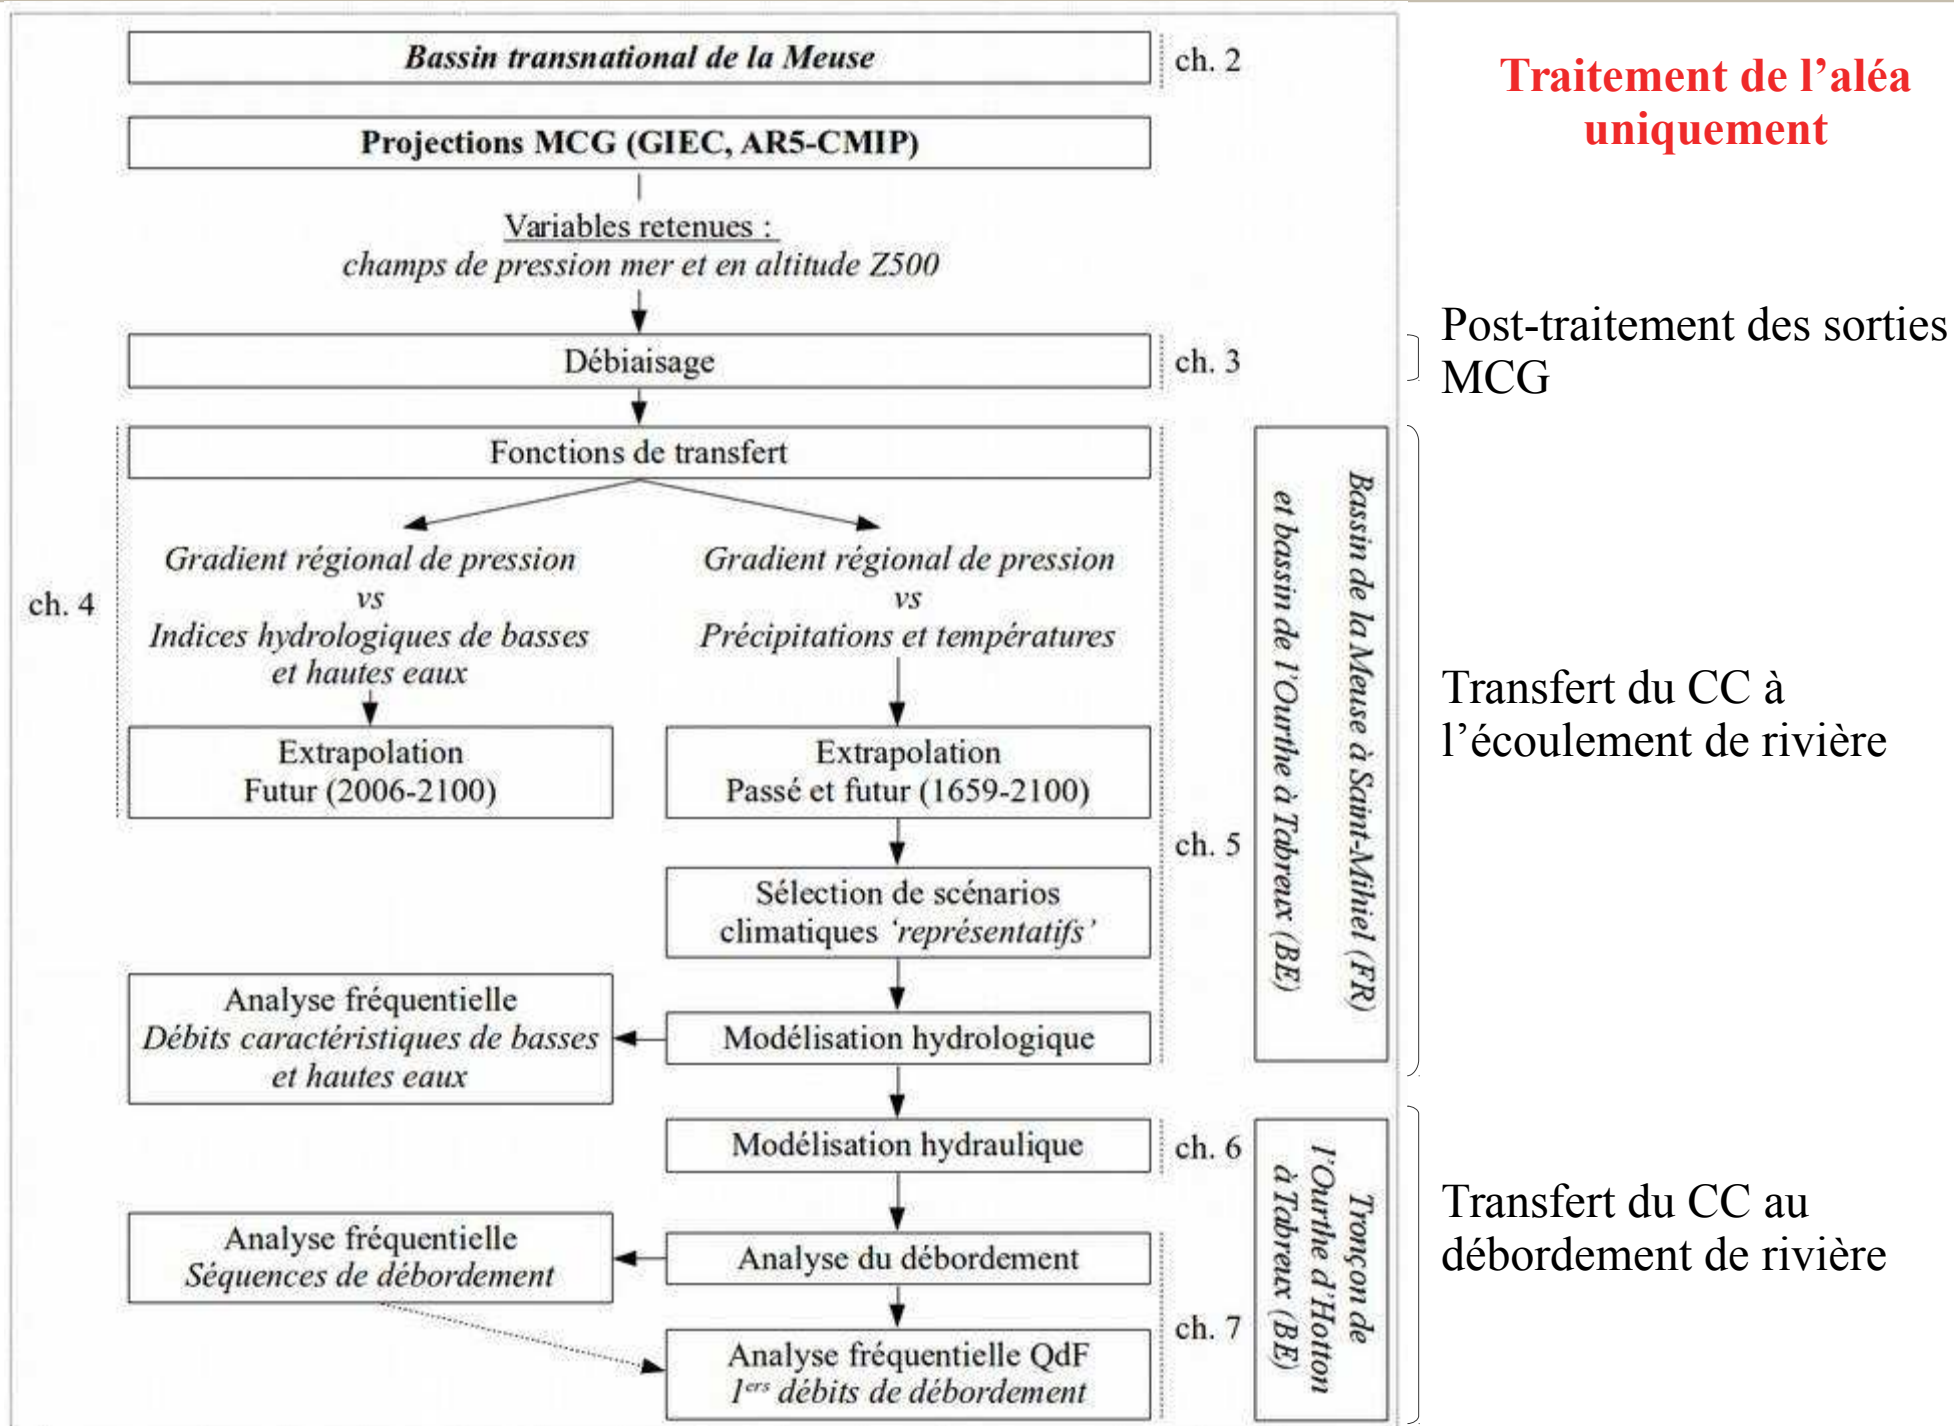 Bassin transnational de la Meuse
ch. 2
Traitement de l’aléa
uniquement
Projections MCG (GIEC, AR5-CMIP)
Variables retenues :
champs de pression mer et en altitude Z500
Débiaisage
ch. 3
Post-traitement des sorties
MCG
Fonctions de transfert
Gradient régional de pression
vs
Indices hydrologiques de basses
et hautes eaux
Gradient régional de pression
vs
Précipitations et températures
ch. 4
Extrapolation
Futur (2006-2100)
Extrapolation
Passé et futur (1659-2100)
ch. 5
Bassin de la Meuse à Saint-Mihiel (FR)
et bassin de l’Ourthe à Tabreux (BE)
Transfert du CC à
l’écoulement de rivière
Sélection de scénarios
climatiques ‘représentatifs’
Analyse fréquentielle
Débits caractéristiques de basses
et hautes eaux
Modélisation hydrologique
Modélisation hydraulique
ch. 6
Tronçon de
l’Ourthe d’Hotton
à Tabreux (BE)
Transfert du CC au
débordement de rivière
Analyse fréquentielle
Séquences de débordement
Analyse du débordement
ch. 7
Analyse fréquentielle QdF
1ers débits de débordement